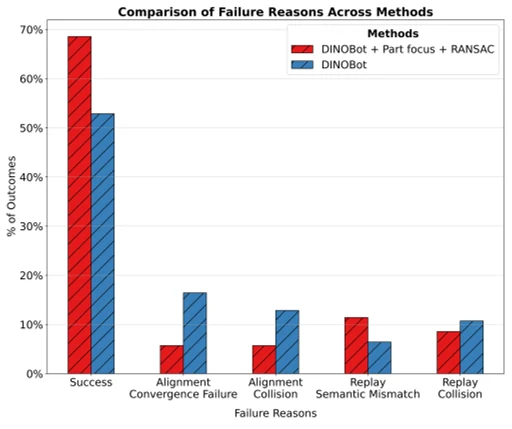 Comparison of Failure Reasons Across Methods
Methods
DINOBot + Part focus + RANSAC
DINOBot
% of Outcomes
70%
60%
50%
40%
30%
20%
10%
0%
Success
Alignment
Convergence Failure
Alignment
Collision
Replay
Semantic Mismatch
Replay
Collision
Failure Reasons